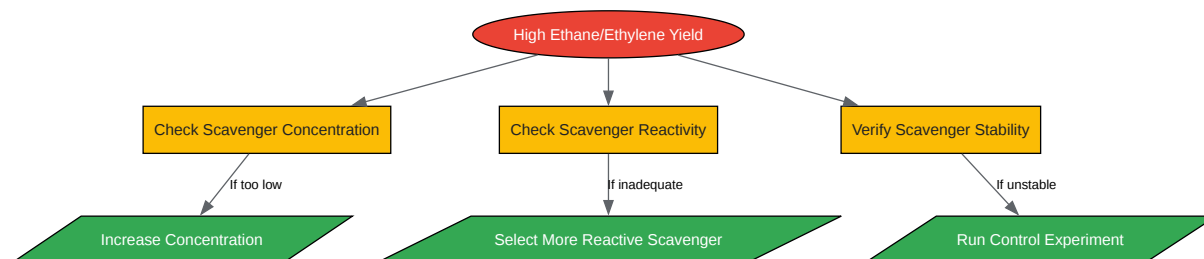 High Ethane/Ethylene Yield
Check Scavenger Concentration
Check Scavenger Reactivity
Verify Scavenger Stability
If too low
If inadequate
If unstable
Increase Concentration
Select More Reactive Scavenger
Run Control Experiment